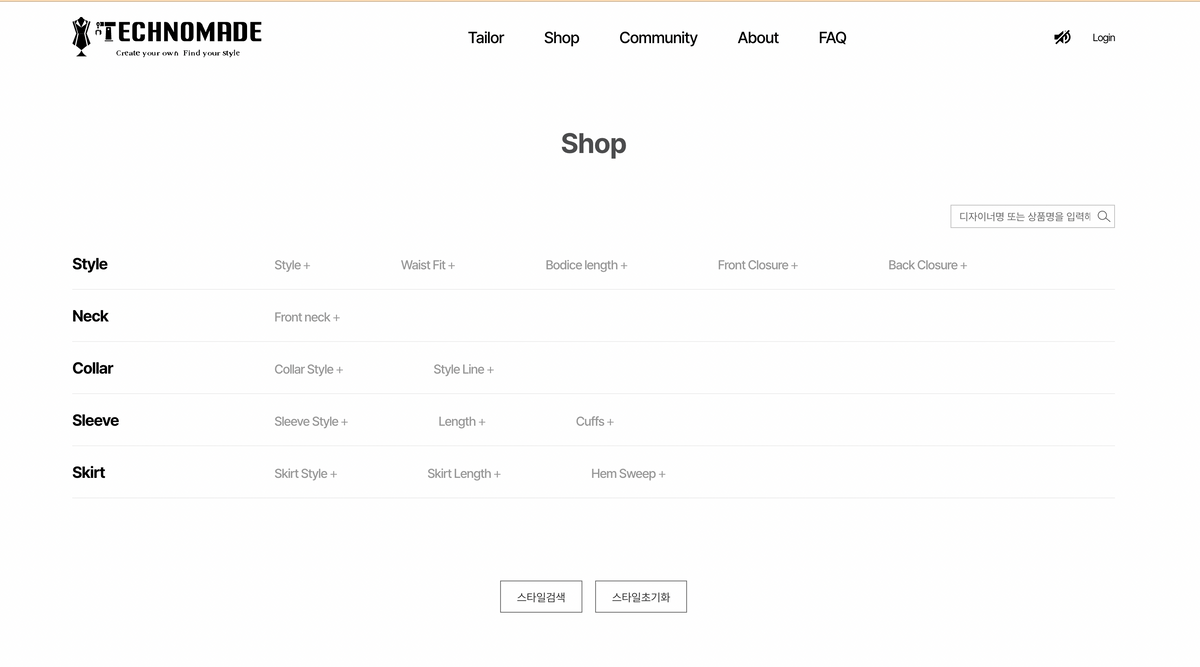 TECHNOMADE
Create your own Find your style
Tailor Shop Community About FAQ
Login
Shop
디자이너명 또는 상품명을 입력하
Style Style + Waist Fit + Bodice length + Front Closure + Back Closure +
Neck Front neck +
Collar Collar Style + Style Line +
Sleeve Sleeve Style + Length + Cuffs +
Skirt Skirt Style + Skirt Length + Hem Sweep +
스타일검색 스타일초기화